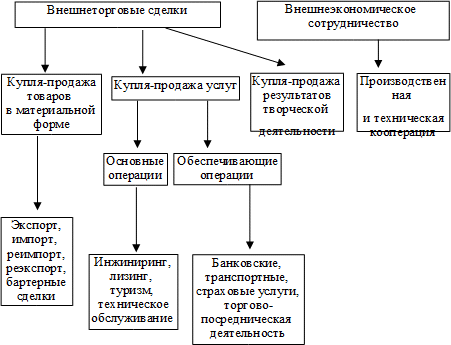 Внешнеторговые сделки
Внешнеэкономическое
сотрудничество
Купля-продажа
товаров
в материальной
форме
Купля-продажа услуг
Купля-продажа
результатов
творческой
деятельности
Производствен
ная
и техническая
кооперация
Основные
операции
Обеспечивающие
операции
Экспорт,
импорт,
реимпорт,
реэкспорт,
бартерные
сделки
Инжиниринг,
лизинг,
туризм,
техническое
обслуживание
Банковские,
транспортные,
страховые услуги,
торгово-
посредническая
деятельность